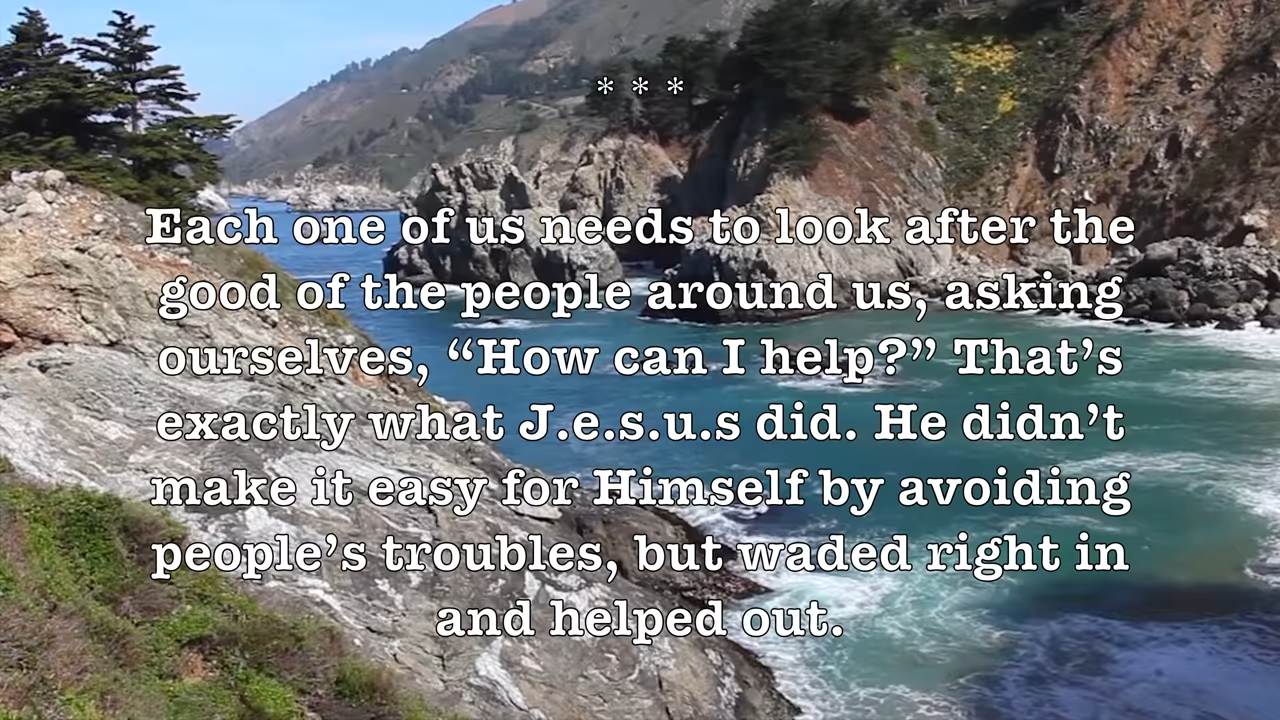 * * *
Each one of us needs to look after the
good of the people around us, asking
ourselves, “How can I help?” That’s
exactly what J.e.s.u.s did. He didn’t
make it easy for Himself by avoiding
people’s troubles, but waded right in
and helped out.